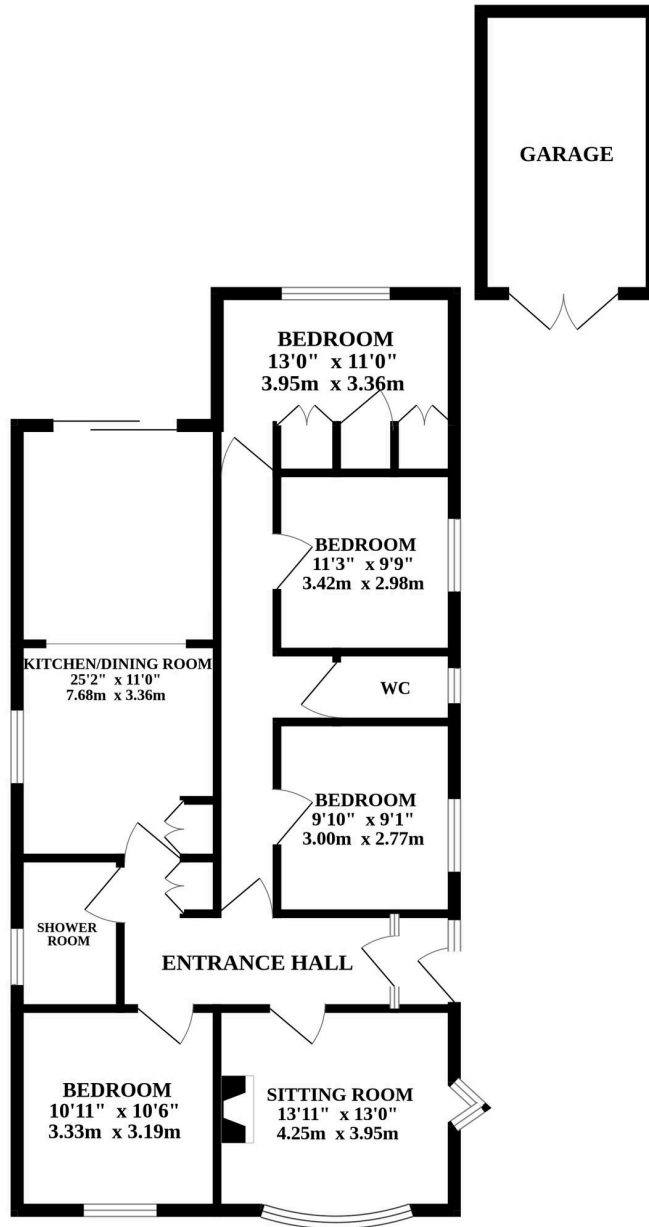 GARAGE
BEDROOM
13'0" x 11'0"
3.95m x 3.36m
BEDROOM
11'3" x 9'9"
3.42m x 2.98m
KITCHEN/DINING ROOM
25'2" x 11'0"
7.68m x 3.36m
WC
BEDROOM
9'10" x 9'1"
3.00m x 2.77m
SHOWER
ROOM
ENTRANCE HALL
BEDROOM
10'11" x 10'6"
3.33m x 3.19m
SITTING ROOM
13'11" x 13'0"
4.25m x 3.95m